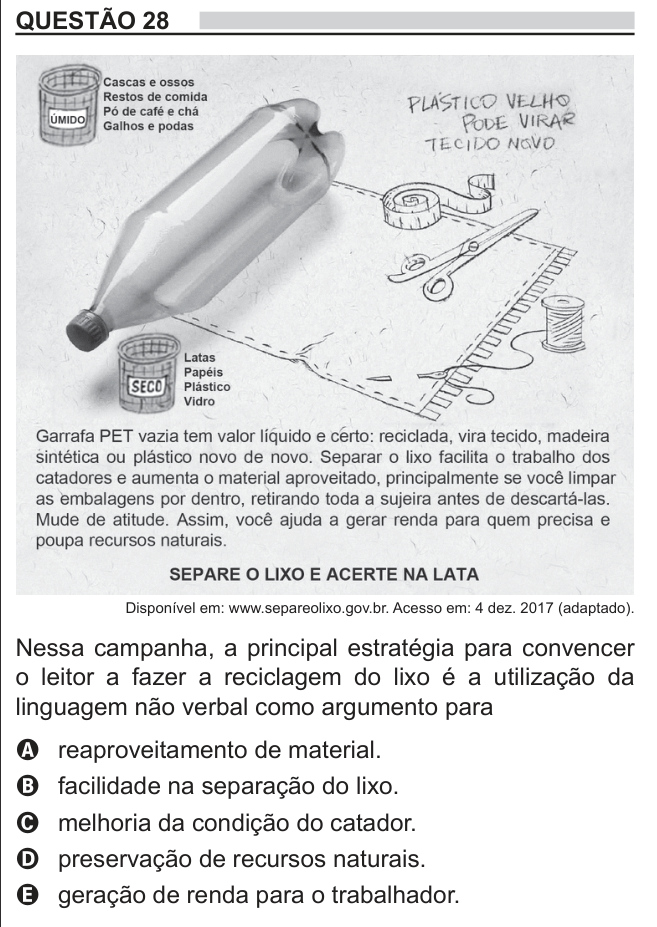 QUESTÃO 28
Cascas e ossos
Restos de comida
Pó de café e chá
Galhos e podas
ÚMIDO
PLÁSTICO VELHO
PODE VIRAR
TECIDO NOVO
Latas
Papéis
Plástico
Vidro
SECO
Garrafa PET vazia tem valor líquido e certo: reciclada, vira tecido, madeira
sintética ou plástico novo de novo. Separar o lixo facilita o trabalho dos
catadores e aumenta o material aproveitado, principalmente se você limpar
as embalagens por dentro, retirando toda a sujeira antes de descartá-las.
Mude de atitude. Assim, você ajuda a gerar renda para quem precisa e
poupa recursos naturais.
SEPARE O LIXO E ACERTE NA LATA
Disponível em: www.separeolixo.gov.br. Acesso em: 4 dez. 2017 (adaptado).
Nessa campanha, a principal estratégia para convencer
o leitor a fazer a reciclagem do lixo é a utilização da
linguagem não verbal como argumento para
A reaproveitamento de material.
B facilidade na separação do lixo.
C melhoria da condição do catador.
D preservação de recursos naturais.
E geração de renda para o trabalhador.